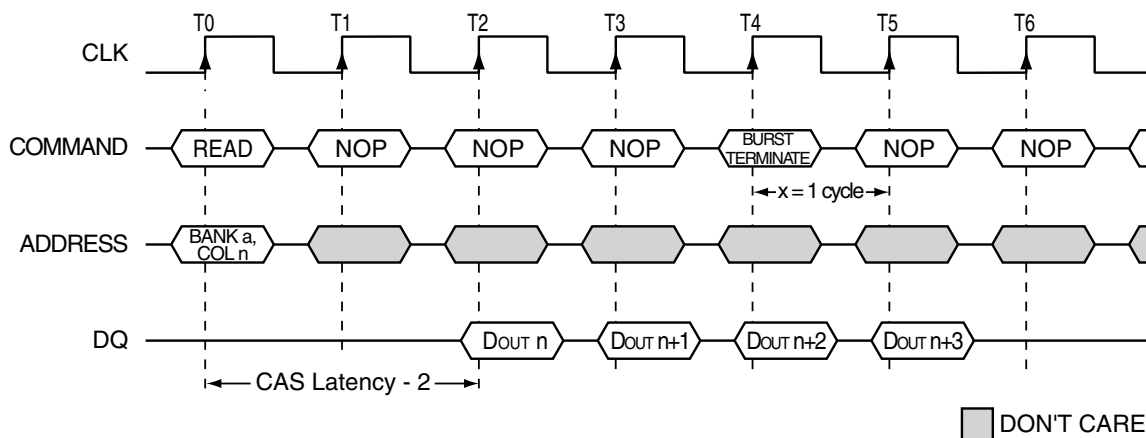 T0 T1 T2 T3 T4 T5 T6
CLK
COMMAND READ NOP NOP NOP BURST TERMINATE NOP NOP
x = 1 cycle
ADDRESS BANK a, COL n
DQ DOUT n DOUT n+1 DOUT n+2 DOUT n+3
CAS Latency - 2
DON'T CARE